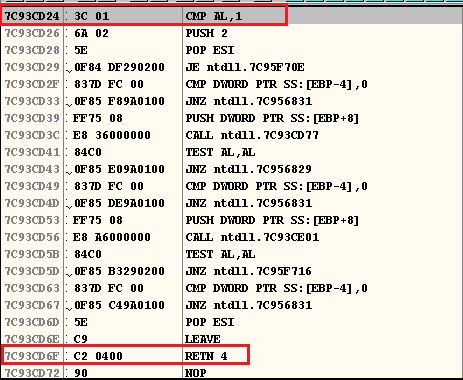 7C93CD24 3C 01 CMP AL,1
7C93CD26 6A 02 PUSH 2
7C93CD28 5E POP ESI
7C93CD29 0F84 DF290200 JE ntdll.7C95F70E
7C93CD2F 837D FC 00 CMP DWORD PTR SS:[EBP-4],0
7C93CD33 0F85 F89A0100 JNZ ntdll.7C956831
7C93CD39 FF75 08 PUSH DWORD PTR SS:[EBP+8]
7C93CD3C E8 36000000 CALL ntdll.7C93CD77
7C93CD41 84C0 TEST AL,AL
7C93CD43 0F85 E09A0100 JNZ ntdll.7C956829
7C93CD49 837D FC 00 CMP DWORD PTR SS:[EBP-4],0
7C93CD4D 0F85 DE9A0100 JNZ ntdll.7C956831
7C93CD53 FF75 08 PUSH DWORD PTR SS:[EBP+8]
7C93CD56 E8 A6000000 CALL ntdll.7C93CE01
7C93CD5B 84C0 TEST AL,AL
7C93CD5D 0F85 B3290200 JNZ ntdll.7C95F716
7C93CD63 837D FC 00 CMP DWORD PTR SS:[EBP-4],0
7C93CD67 0F85 C49A0100 JNZ ntdll.7C956831
7C93CD6D 5E POP ESI
7C93CD6E C9 LEAVE
7C93CD6F C2 0400 RETN 4
7C93CD72 90 NOP